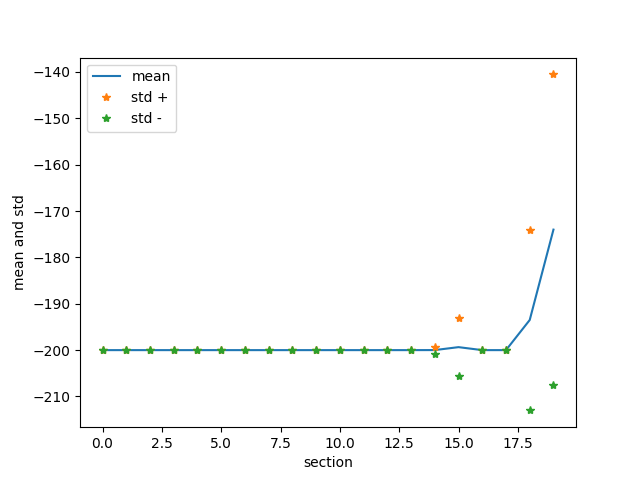 mean
std +
std -
−140
−150
−160
−170
−180
−190
−200
−210
mean and std
0.0 2.5 5.0 7.5 10.0 12.5 15.0 17.5
section